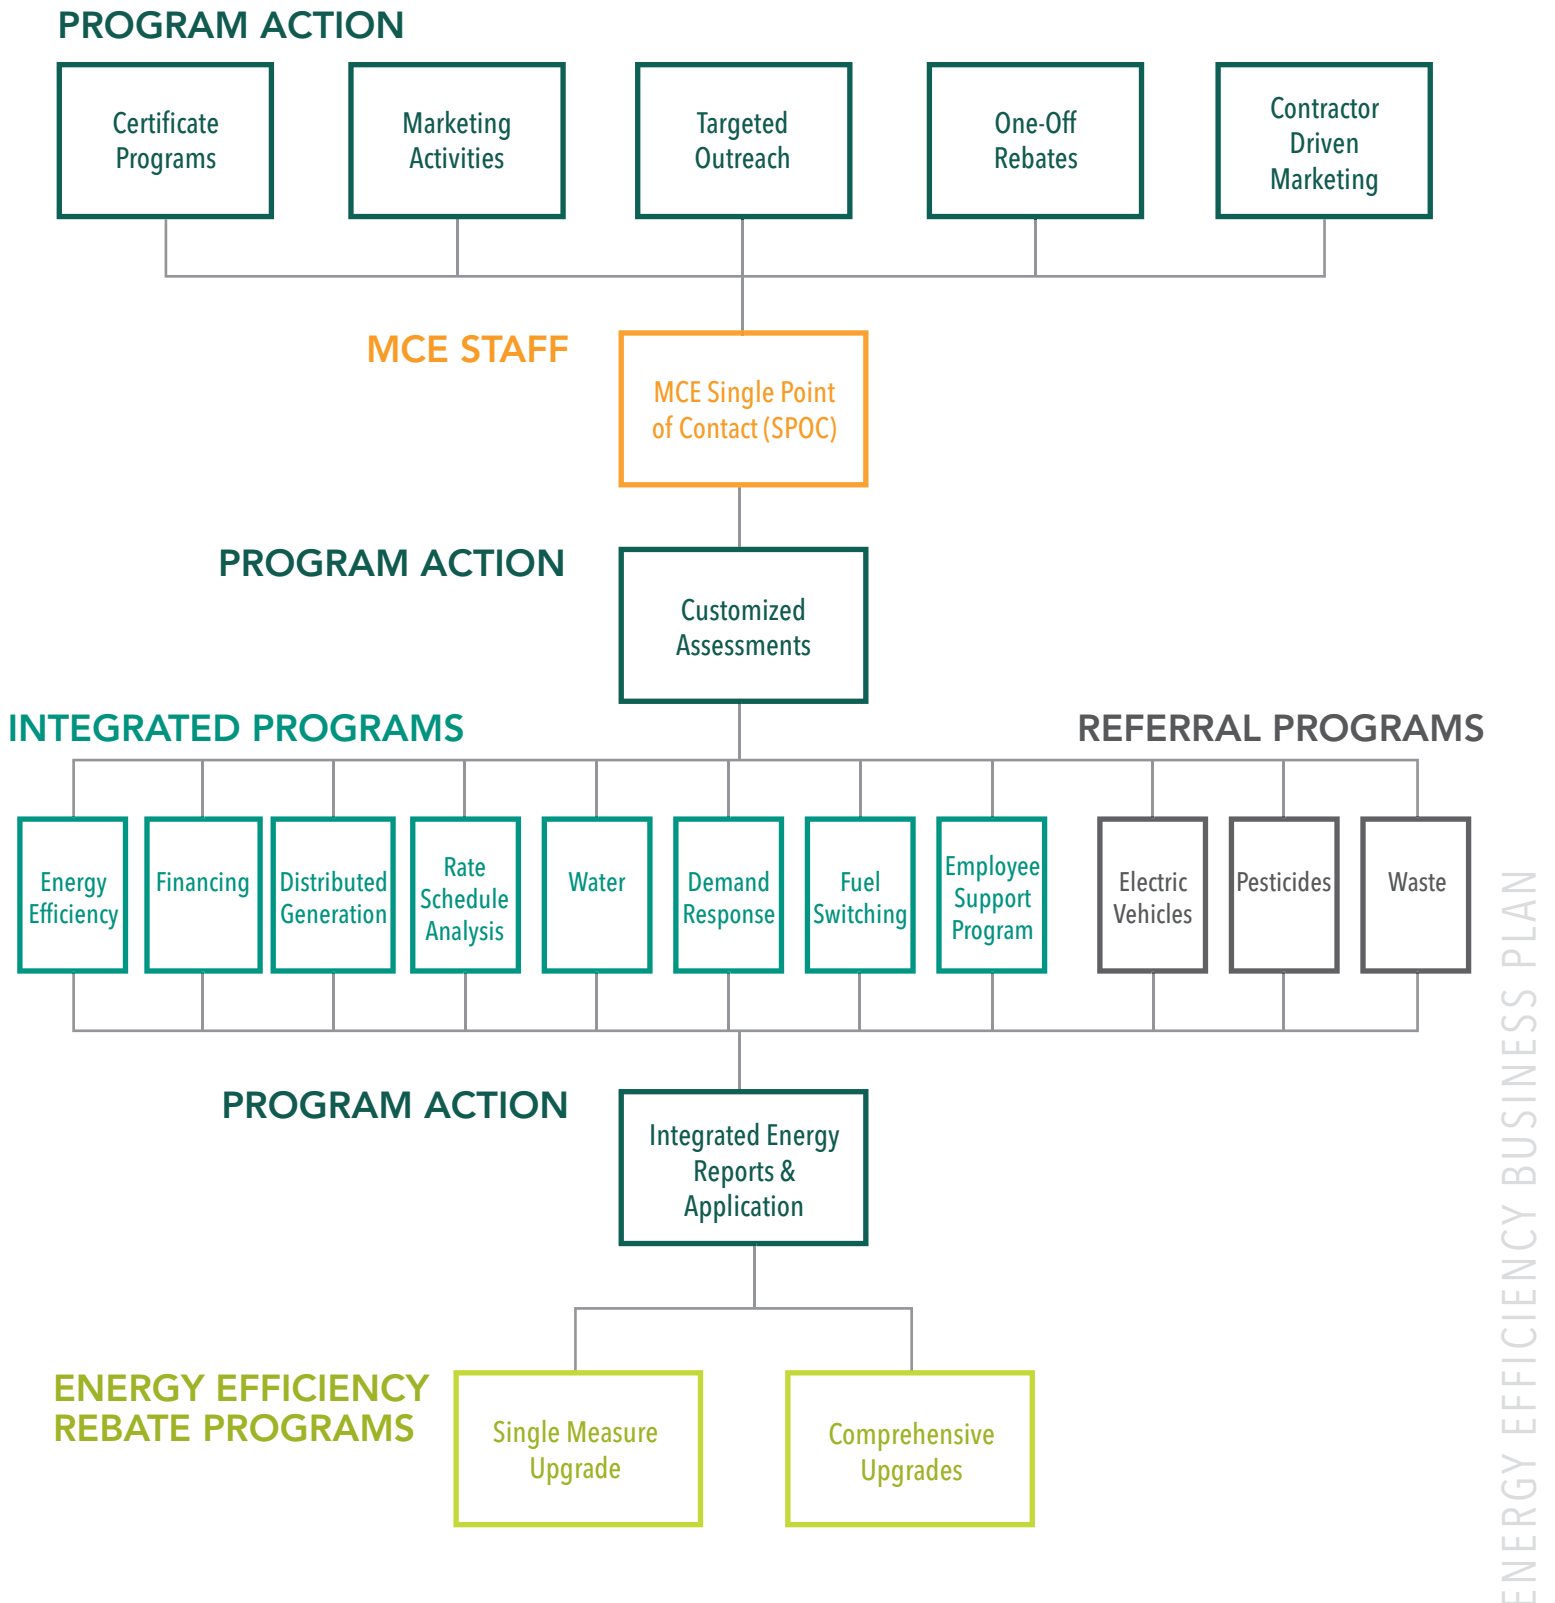 PROGRAM ACTION
Certificate
Programs
Marketing
Activities
Targeted
Outreach
One-Off
Rebates
Contractor
Driven
Marketing
MCE STAFF
MCE Single Point
of Contact (SPOC)
PROGRAM ACTION
Customized
Assessments
INTEGRATED PROGRAMS
REFERRAL PROGRAMS
Energy
Efficiency
Financing
Distributed
Generation
Rate
Schedule
Analysis
Water
Demand
Response
Fuel
Switching
Employee
Support
Program
Electric
Vehicles
Pesticides
Waste
PROGRAM ACTION
Integrated Energy
Reports &
Application
ENERGY EFFICIENCY
REBATE PROGRAMS
Single Measure
Upgrade
Comprehensive
Upgrades
ENERGY EFFICIENCY BUSINESS PLAN